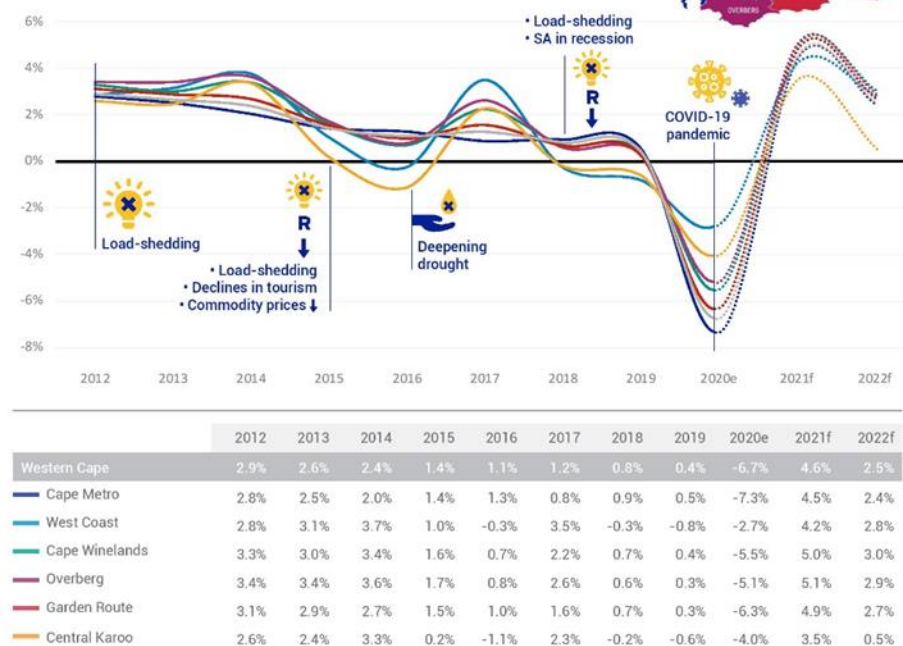 OVERBERG
6%
4%
2%
0%
-2%
-4%
-6%
-8%
• Load-shedding
• SA in recession
R
COVID-19
pandemic
Load-shedding
R
• Load-shedding
• Declines in tourism
• Commodity prices ↓
Deepening
drought
2012 2013 2014 2015 2016 2017 2018 2019 2020e 2021f 2022f
2012 2013 2014 2015 2016 2017 2018 2019 2020e 2021f 2022f
Western Cape 2.9% 2.6% 2.4% 1.4% 1.1% 1.2% 0.8% 0.4% -6.7% 4.6% 2.5%
Cape Metro 2.8% 2.5% 2.0% 1.4% 1.3% 0.8% 0.9% 0.5% -7.3% 4.5% 2.4%
West Coast 2.8% 3.1% 3.7% 1.0% -0.3% 3.5% -0.3% -0.8% -2.7% 4.2% 2.8%
Cape Winelands 3.3% 3.0% 3.4% 1.6% 0.7% 2.2% 0.7% 0.4% -5.5% 5.0% 3.0%
Overberg 3.4% 3.4% 3.6% 1.7% 0.8% 2.6% 0.6% 0.3% -5.1% 5.1% 2.9%
Garden Route 3.1% 2.9% 2.7% 1.5% 1.0% 1.6% 0.7% 0.3% -6.3% 4.9% 2.7%
Central Karoo 2.6% 2.4% 3.3% 0.2% -1.1% 2.3% -0.2% -0.6% -4.0% 3.5% 0.5%